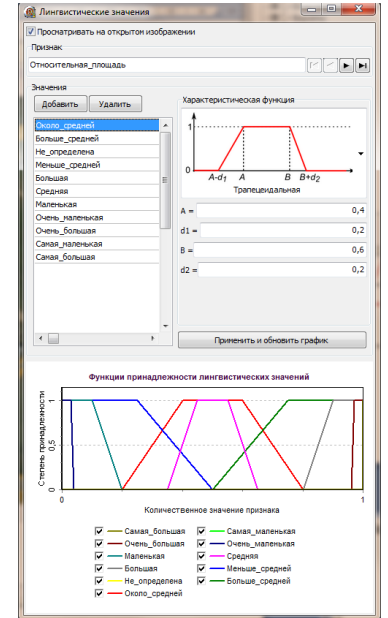 Лингвистические значения
Просматривать на открытом изображении
Признак
Относительная_площадь
Значения
Добавить Удалить
Около_средней
Больше_средней
Не_определена
Меньше_средней
Большая
Средняя
Маленькая
Очень_маленькая
Очень_большая
Самая_маленькая
Самая_большая
Характеристическая функция
1
0 A-d1 A B B+d2
Трапецеидальная
A = 0,4
d1 = 0,2
B = 0,6
d2 = 0,2
Применить и обновить график
Функции принадлежности лингвистических значений
Степень принадлежности
1
0,5
0
0 1
Количественное значение признака
Самая_большая Самая_маленькая
Очень_большая Очень_маленькая
Маленькая Средняя
Большая Меньше_средней
Не_определена Больше_средней
Около_средней